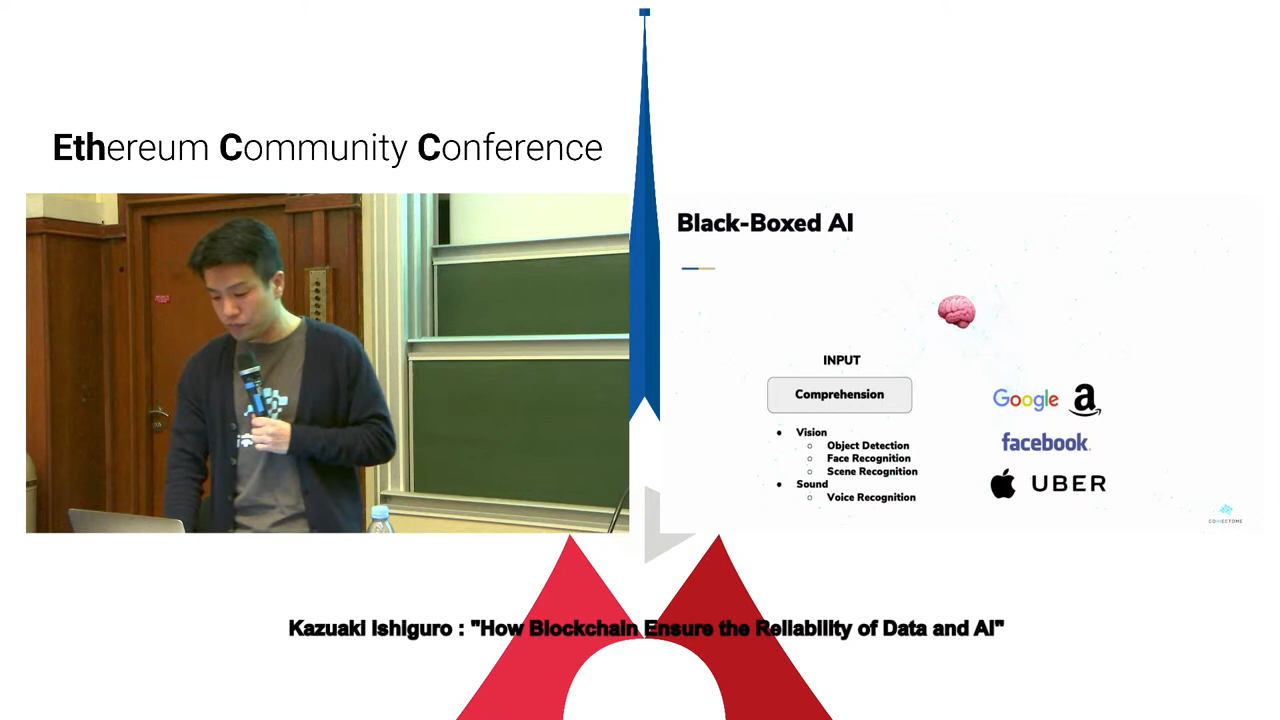 Ethereum Community Conference
Black-Boxed AI
INPUT
Comprehension
Vision
Object Detection
Face Recognition
Scene Recognition
Sound
Voice Recognition
Google
a
facebook
UBER
CONNECTOME
Kazuaki Ishiguro : "How Blockchain Ensure the Reliability of Data and AI"